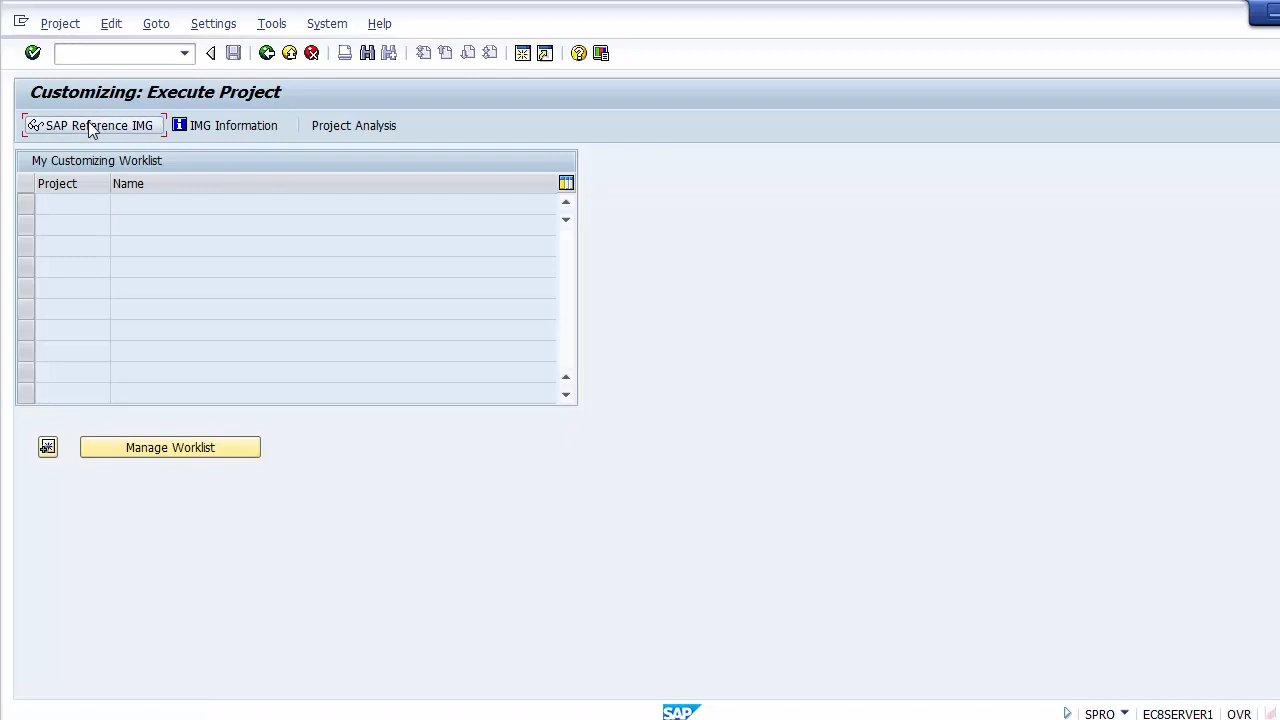 Project Edit Goto Settings Tools System Help
Customizing: Execute Project
SAP Reference IMG IMG Information Project Analysis
My Customizing Worklist
Project Name
Manage Worklist
SAP SPRO EC8SERVER1 OVR